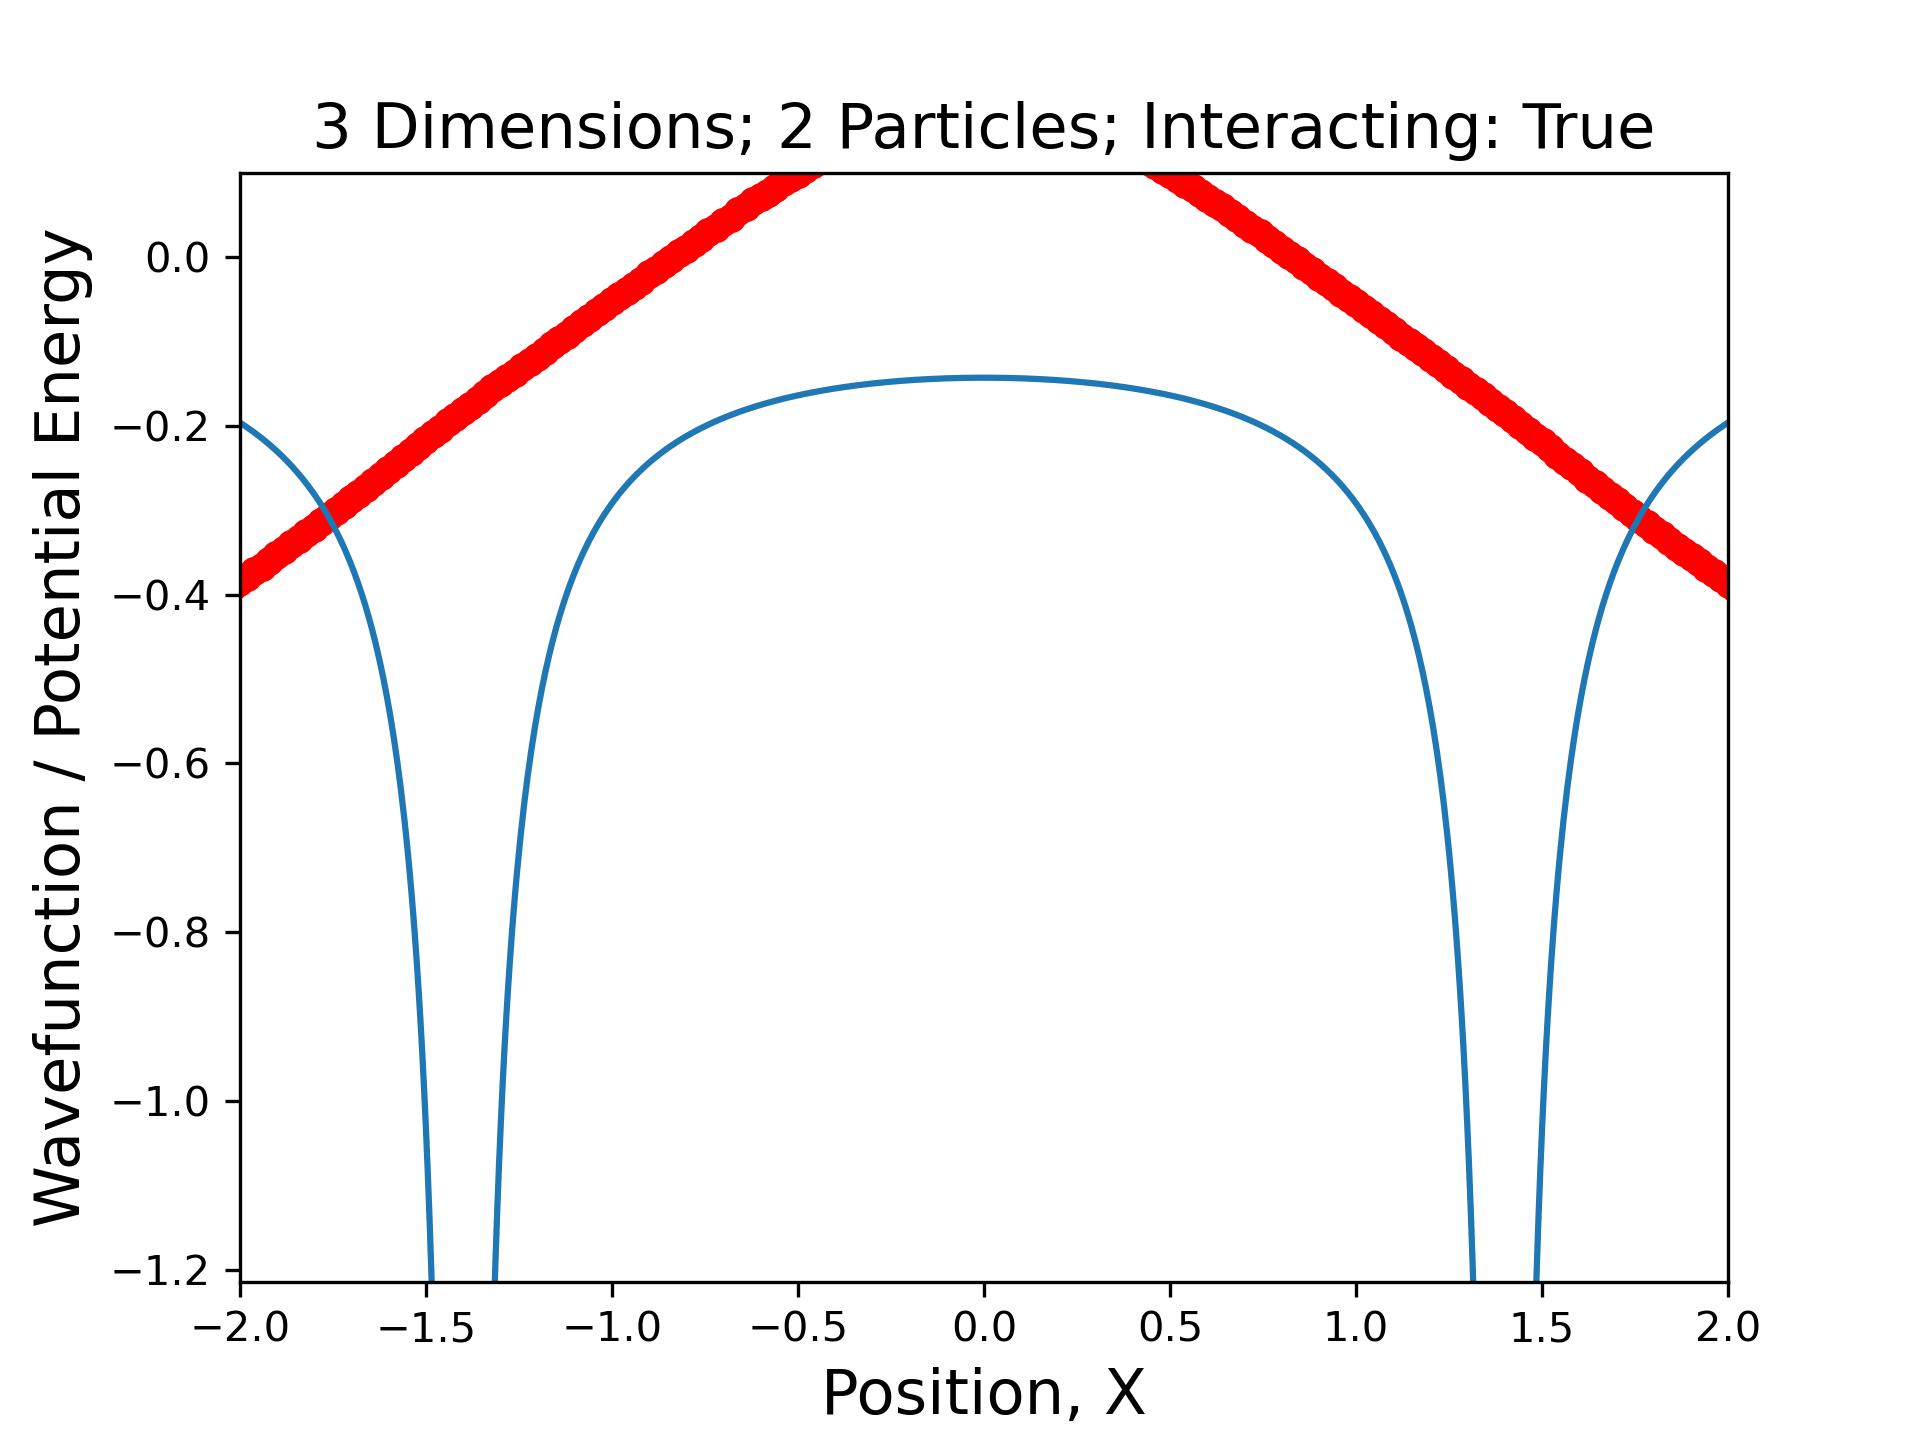 3 Dimensions; 2 Particles; Interacting: True
Wavefunction / Potential Energy
0.0
−0.2
−0.4
−0.6
−0.8
−1.0
−1.2
−2.0 −1.5 −1.0 −0.5 0.0 0.5 1.0 1.5 2.0
Position, X